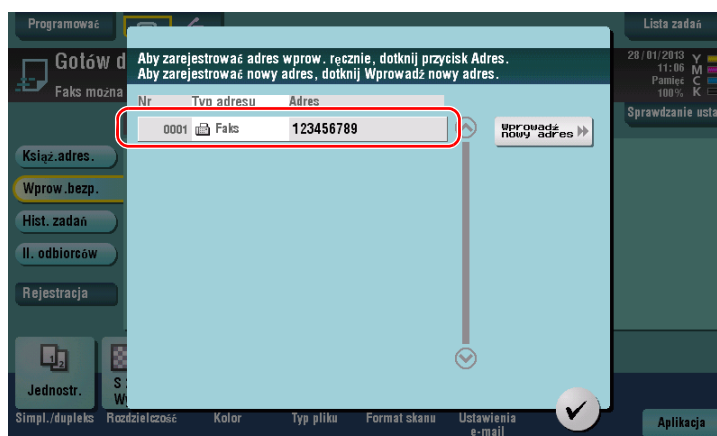 Programować
Lista zadań
Gotów d
Faks można
28/01/2013
11:06
Pamięć
100%
Y
M
C
K
Sprawdzanie usta
Aby zarejestrować adres wprow. ręcznie, dotknij przycisk Adres.
Aby zarejestrować nowy adres, dotknij Wprowadź nowy adres.
Nr Typ adresu Adres
0001 Faks 123456789
Wprowadź
nowy adres
Książ.adres.
Wprow.bezp.
Hist. zadań
Il. odbiorców
Rejestracja
1 2
Jednostr.
S
W
Simpl./dupleks Rozdzielczość Kolor Typ pliku Format skanu Ustawienia
e-mail
Aplikacja